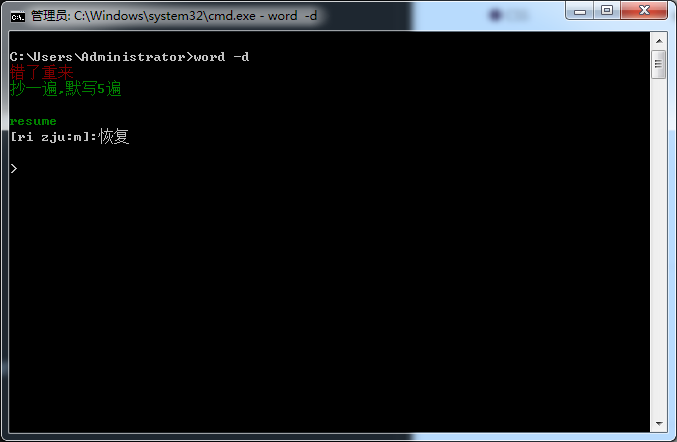 管理员: C:\Windows\system32\cmd.exe - word -d
C:\Users\Administrator>word -d
错了重来
抄一遍,默写5遍
resume
[ri zju:m]:恢复
>